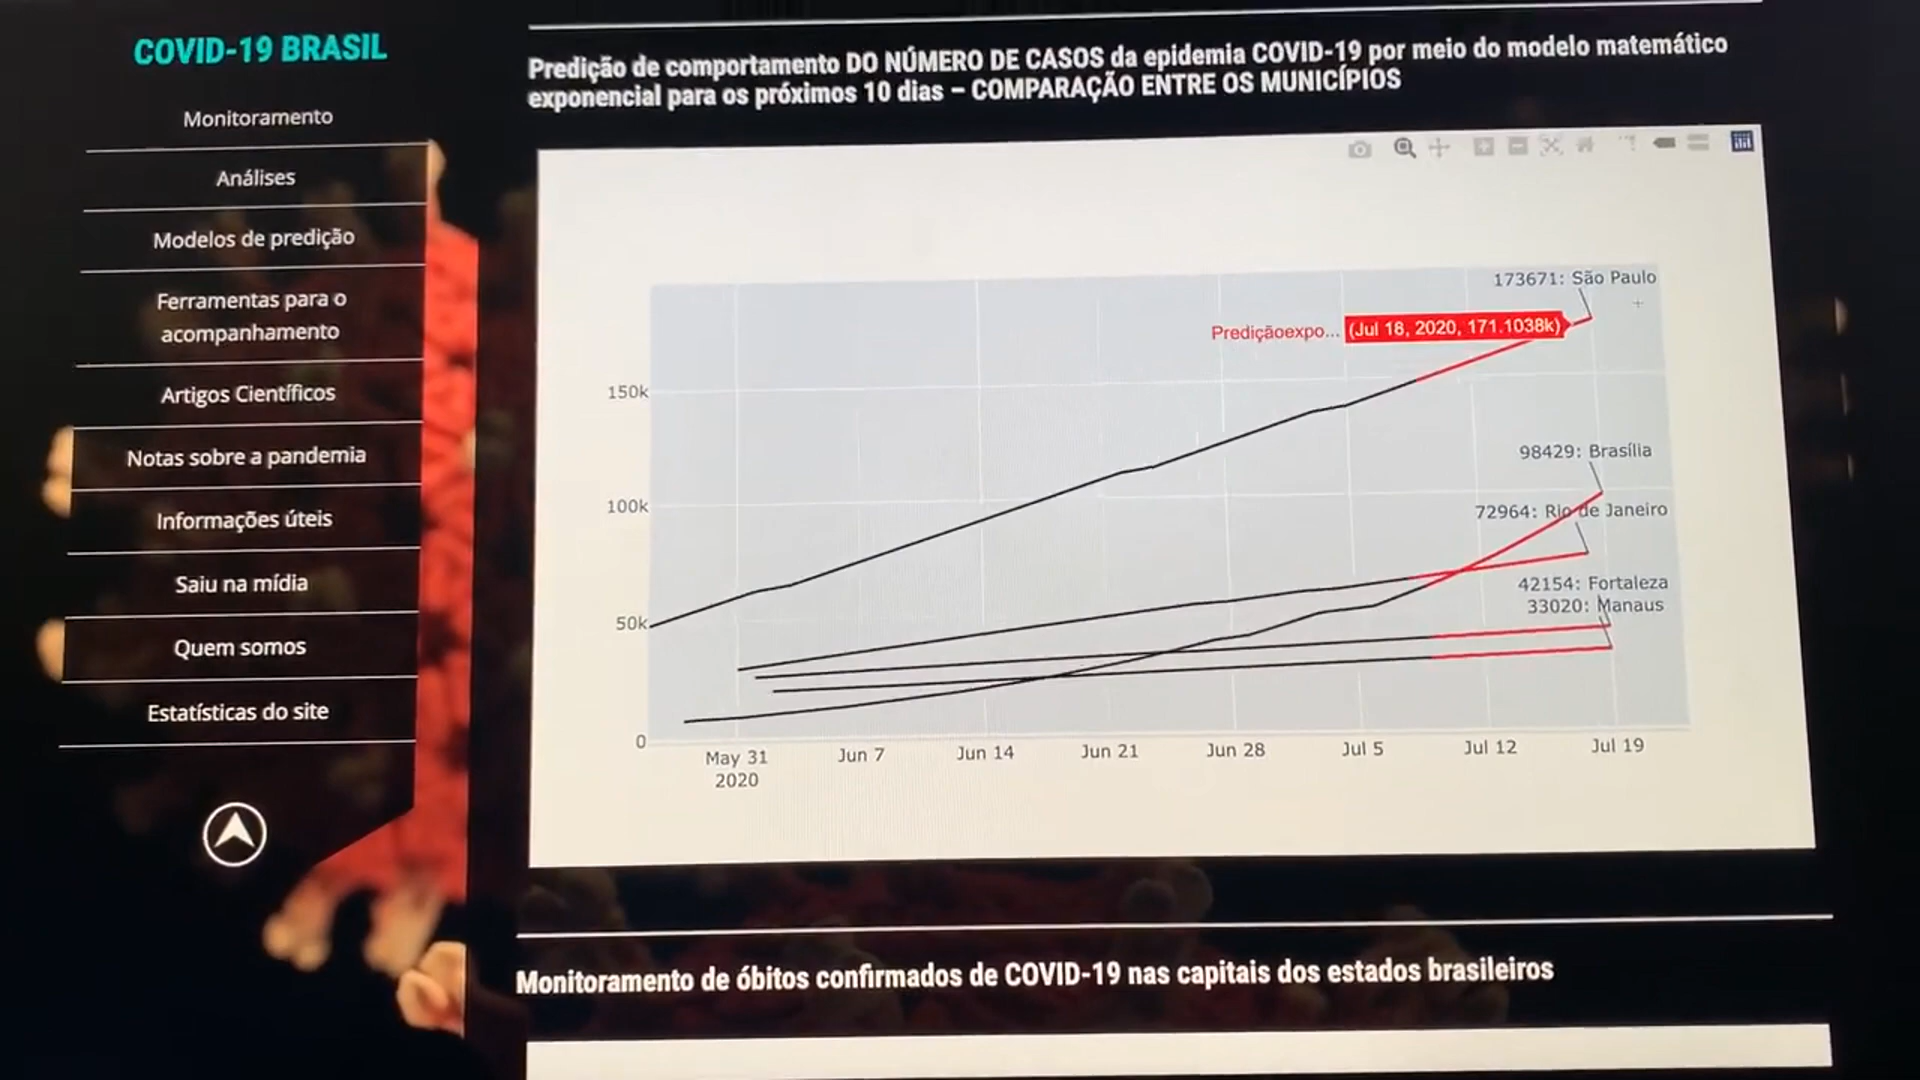 COVID-19 BRASIL
Monitoramento
Análises
Modelos de predição
Ferramentas para o
acompanhamento
Artigos Científicos
Notas sobre a pandemia
Informações úteis
Saiu na mídia
Quem somos
Estatísticas do site
Predição de comportamento DO NÚMERO DE CASOS da epidemia COVID-19 por meio do modelo matemático
exponencial para os próximos 10 dias – COMPARAÇÃO ENTRE OS MUNICÍPIOS
173671: São Paulo
Prediçãoexpo... (Jul 18, 2020, 171.1038k)
150k
98429: Brasília
100k
72964: Rio de Janeiro
42154: Fortaleza
33020: Manaus
50k
0
May 31 Jun 7 Jun 14 Jun 21 Jun 28 Jul 5 Jul 12 Jul 19
2020
Monitoramento de óbitos confirmados de COVID-19 nas capitais dos estados brasileiros